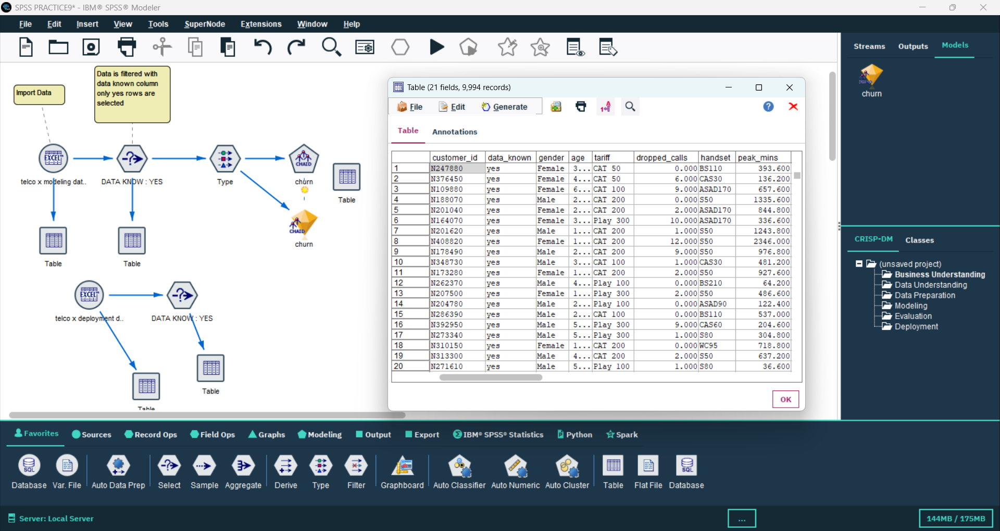 SPSS PRACTICE9* - IBM® SPSS® Modeler
File Edit Insert View Tools SuperNode Extensions Window Help
Streams Outputs Models
churn
Import Data
Data is filtered with
data known column
only yes rows are
selected
EXCEL™
telco x modeling dat..
DATA KNOW : YES
Type
CHAID
churn
Table
CHAID
churn
Table
Table
EXCEL™
telco x deployment d..
DATA KNOW : YES
Table
Table
Table (21 fields, 9,994 records)
File Edit Generate
Table Annotations
customer_id data_known gender age tariff dropped_calls handset peak_mins
1 N247880 yes Female 3... CAT 50 0.000 BS110 393.600
2 N376450 yes Female 4... CAT 50 6.000 CAS30 136.200
3 N109880 yes Female 6... CAT 100 9.000 ASAD170 657.600
4 N188070 yes Male 2... CAT 200 0.000 S50 1335.600
5 N201040 yes Female 2... CAT 200 2.000 ASAD170 844.800
6 N164070 yes Female 3... Play 300 10.000 ASAD170 336.600
7 N201620 yes Male 1... CAT 200 1.000 S50 1243.800
8 N408820 yes Female 1... CAT 200 12.000 S50 2346.000
9 N178490 yes Male 2... CAT 200 9.000 S50 976.800
10 N348730 yes Male 3... CAT 100 1.000 CAS30 481.200
11 N173280 yes Female 1... CAT 200 2.000 S50 927.600
12 N262370 yes Male 4... Play 100 0.000 BS210 64.200
13 N207500 yes Female 1... Play 300 2.000 S50 486.600
14 N204780 yes Male 2... Play 100 0.000 ASAD90 122.400
15 N286390 yes Male 2... CAT 100 0.000 BS110 537.000
16 N392950 yes Male 5... Play 300 9.000 CAS60 204.600
17 N273340 yes Male 5... Play 300 1.000 S80 304.800
18 N310150 yes Female 1... CAT 200 0.000 WC95 718.800
19 N313300 yes Male 4... CAT 200 2.000 S50 637.200
20 N271610 yes Male 5... Play 100 1.000 S80 36.600
OK
CRISP-DM Classes
(unsaved project)
Business Understanding
Data Understanding
Data Preparation
Modeling
Evaluation
Deployment
Favorites Sources Record Ops Field Ops Graphs Modeling Output Export IBM® SPSS® Statistics Python Spark
SQL SQL
Database Var. File Auto Data Prep Select Sample Aggregate Derive Type Filter Graphboard Auto Classifier Auto Numeric Auto Cluster Table Flat File Database
Server: Local Server ... 144MB / 175MB